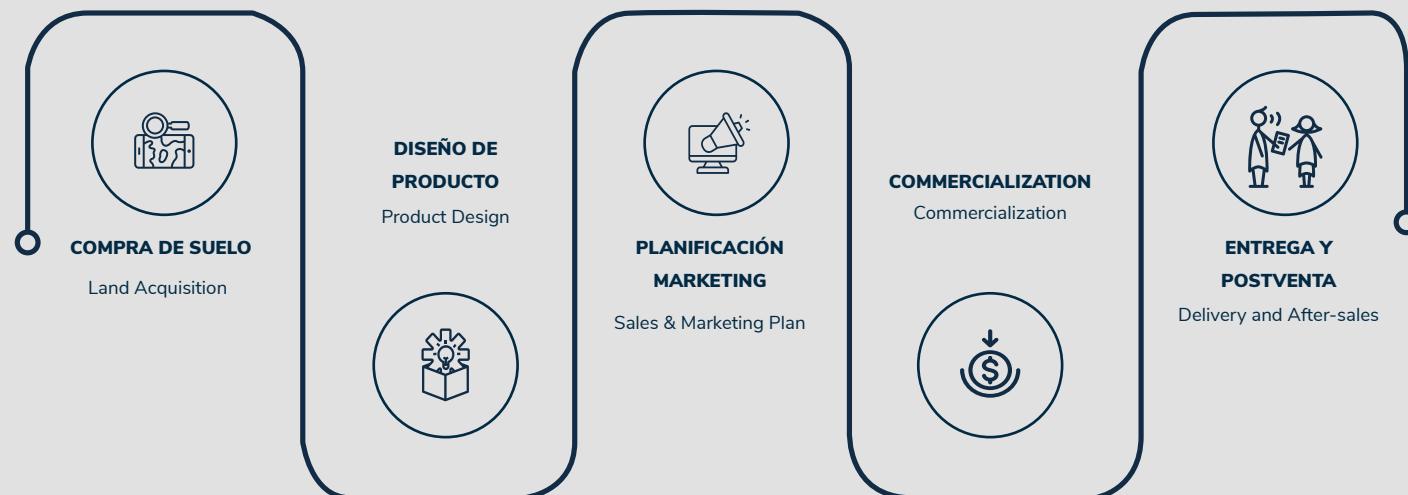 COMPRA DE SUELO
Land Acquisition
DISEÑO DE
PRODUCTO
Product Design
PLANIFICACIÓN
MARKETING
Sales & Marketing Plan
COMMERCIALIZATION
Commercialization
ENTREGA Y
POSTVENTA
Delivery and After-sales
$